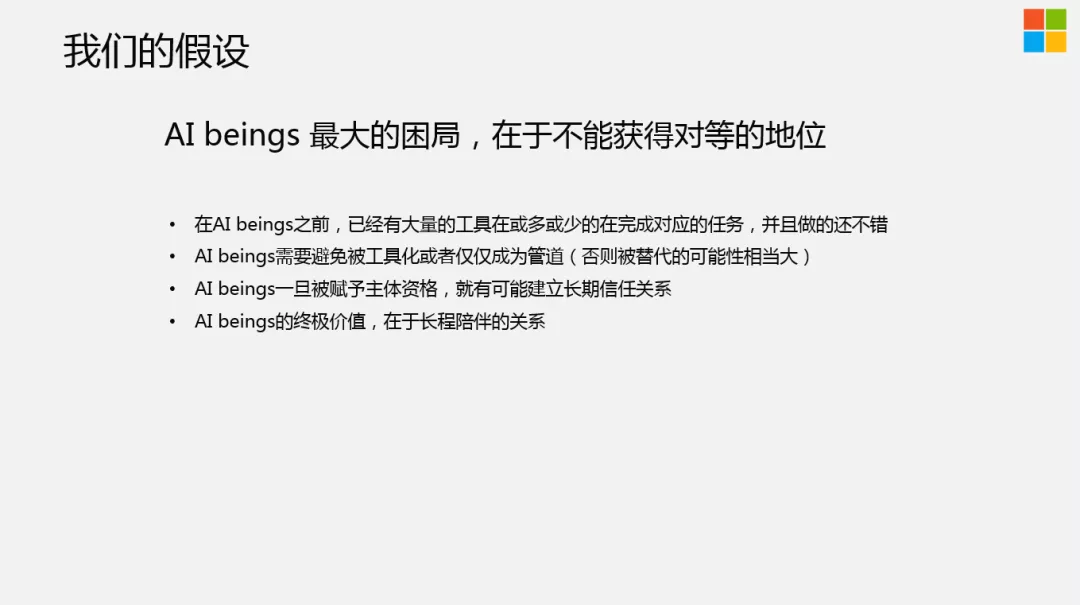 我们的假设
AI beings 最大的困局，在于不能获得对等的地位
• 在AI beings之前，已经有大量的工具在或多或少的在完成对应的任务，并且做的还不错
• AI beings需要避免被工具化或者仅仅成为管道（否则被替代的可能性相当大）
• AI beings一旦被赋予主体资格，就有可能建立长期信任关系
• AI beings的终极价值，在于长程陪伴的关系